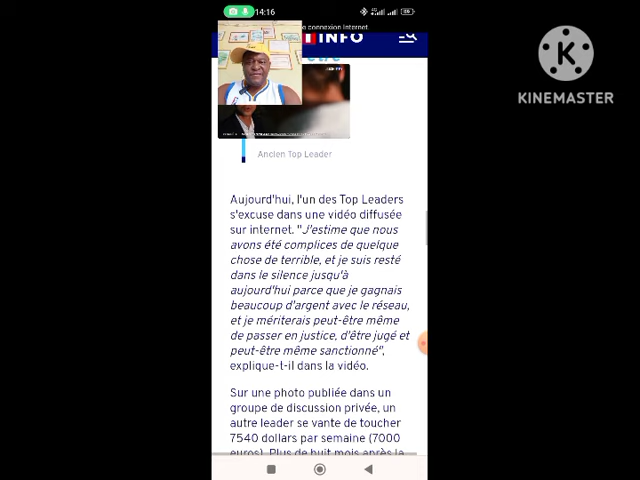 14:16
connexion Internet.
INFO
KINEMASTER
Ancien Top Leader
Aujourd'hui, l'un des Top Leaders
s'excuse dans une vidéo diffusée
sur internet. "J'estime que nous
avons été complices de quelque
chose de terrible, et je suis resté
dans le silence jusqu'à
aujourd'hui parce que je gagnais
beaucoup d'argent avec le réseau,
et je mériterais peut-être même
de passer en justice, d'être jugé et
peut-être même sanctionné",
explique-t-il dans la vidéo.
Sur une photo publiée dans un
groupe de discussion privée, un
autre leader se vante de toucher
7540 dollars par semaine (7000
euros). Plus de huit mois après la